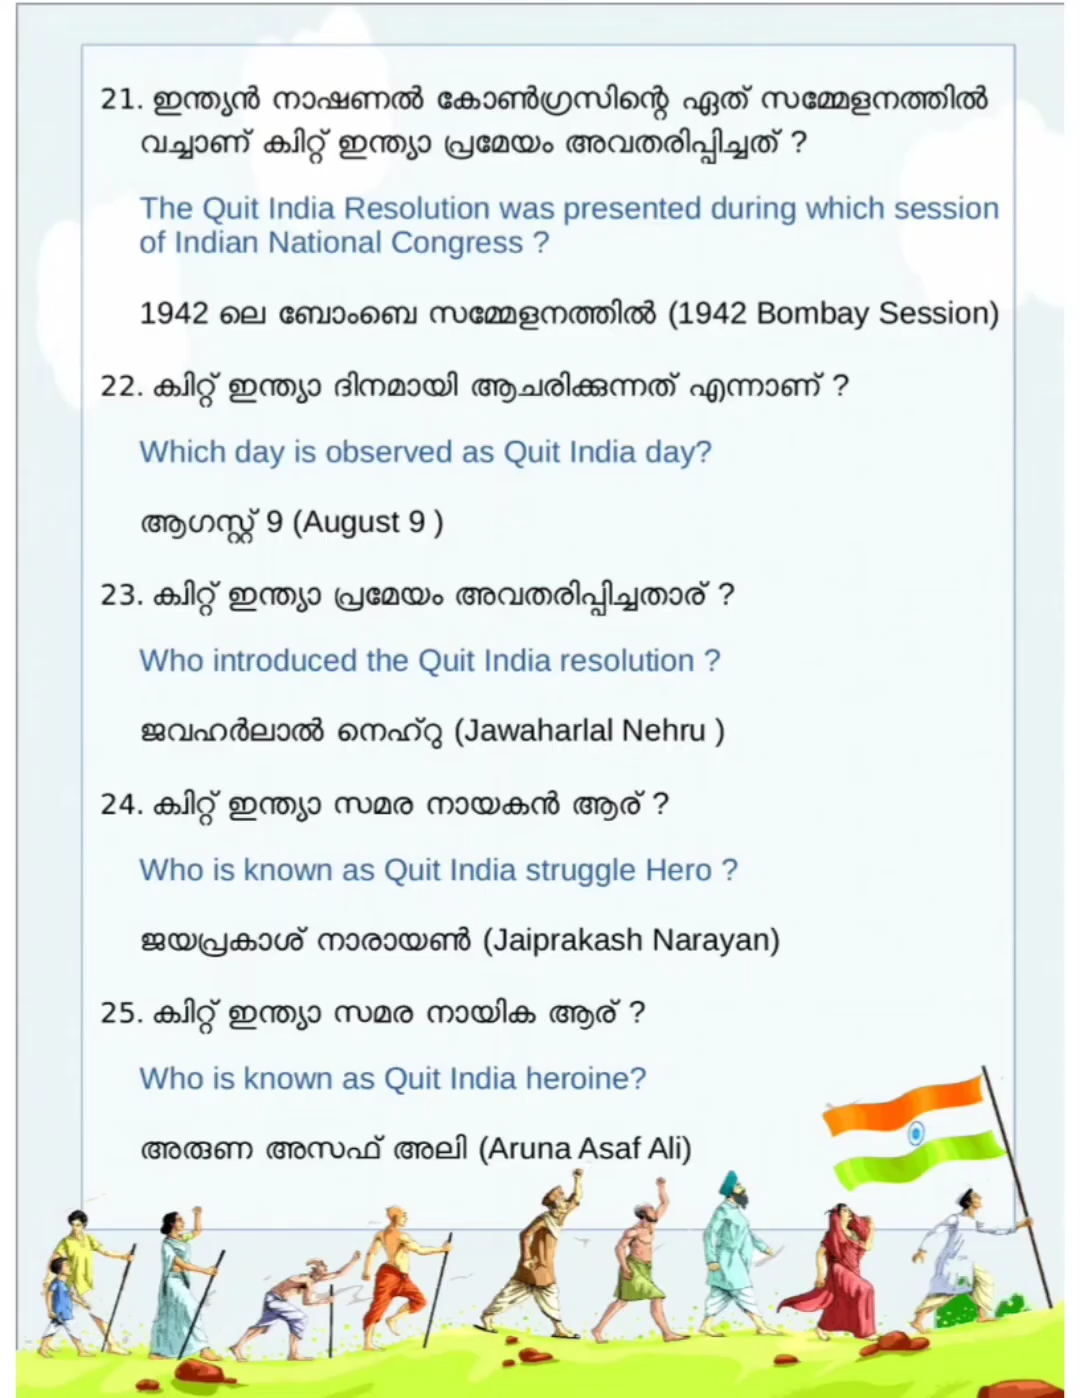 21. ഇന്ത്യൻ നാഷണൽ കോൺഗ്രസിന്റെ ഏത് സമ്മേളനത്തിൽ
വച്ചാണ് ക്വിറ്റ് ഇന്ത്യാ പ്രമേയം അവതരിപ്പിച്ചത് ?
The Quit India Resolution was presented during which session
of Indian National Congress ?
1942 ലെ ബോംബെ സമ്മേളനത്തിൽ (1942 Bombay Session)
22. ക്വിറ്റ് ഇന്ത്യാ ദിനമായി ആചരിക്കുന്നത് എന്നാണ് ?
Which day is observed as Quit India day?
ആഗസ്റ്റ് 9 (August 9 )
23. ക്വിറ്റ് ഇന്ത്യാ പ്രമേയം അവതരിപ്പിച്ചതാര് ?
Who introduced the Quit India resolution ?
ജവഹർലാൽ നെഹ്റു (Jawaharlal Nehru )
24. ക്വിറ്റ് ഇന്ത്യാ സമര നായകൻ ആര് ?
Who is known as Quit India struggle Hero ?
ജയപ്രകാശ് നാരായൺ (Jaiprakash Narayan)
25. ക്വിറ്റ് ഇന്ത്യാ സമര നായിക ആര് ?
Who is known as Quit India heroine?
അരുണ അസഫ് അലി (Aruna Asaf Ali)